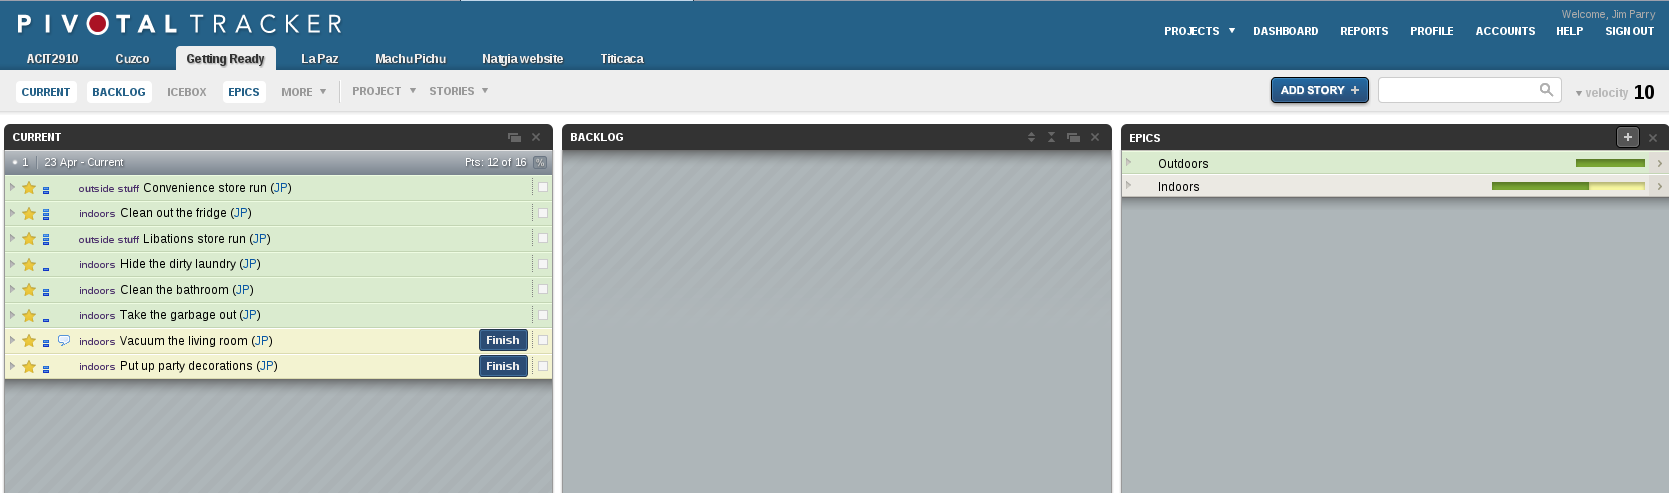 PIVOTAL TRACKER
Welcome, Jim Parry
PROJECTS DASHBOARD REPORTS PROFILE ACCOUNTS HELP SIGN OUT
ACIT2910 Cuzco Getting Ready La Paz Machu Pichu Natgia website Titicaca
CURRENT BACKLOG ICEBOX EPICS MORE PROJECT STORIES ADD STORY + velocity 10
CURRENT
1 23 Apr - Current Pts: 12 of 16 %
outside stuff Convenience store run (JP)
indoors Clean out the fridge (JP)
outside stuff Libations store run (JP)
indoors Hide the dirty laundry (JP)
indoors Clean the bathroom (JP)
indoors Take the garbage out (JP)
indoors Vacuum the living room (JP) Finish
indoors Put up party decorations (JP) Finish
BACKLOG
EPICS +
Outdoors
Indoors